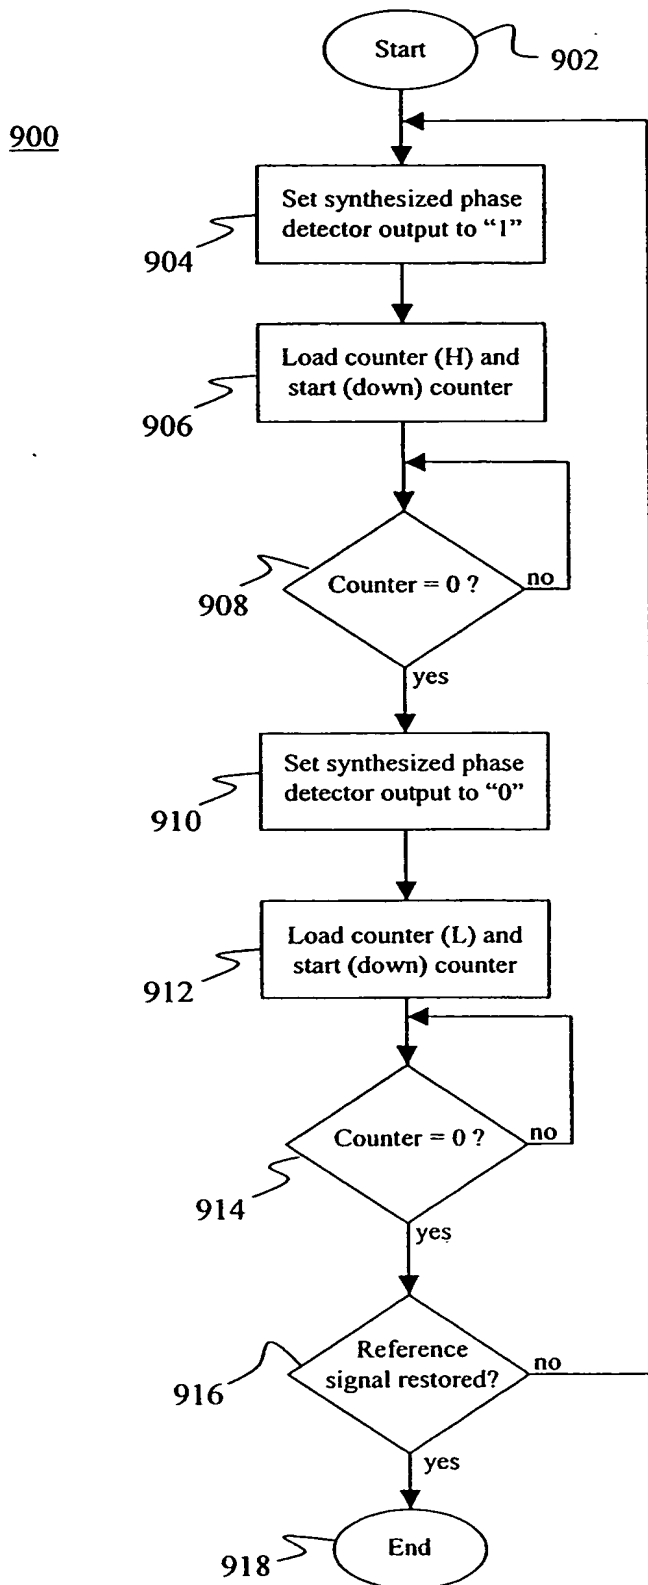 Start
902
900
Set synthesized phase
detector output to “1”
904
Load counter (H) and
start (down) counter
906
Counter = 0 ?
no
908
yes
Set synthesized phase
detector output to “0”
910
Load counter (L) and
start (down) counter
912
Counter = 0 ?
no
914
yes
Reference
signal restored?
no
916
yes
End
918